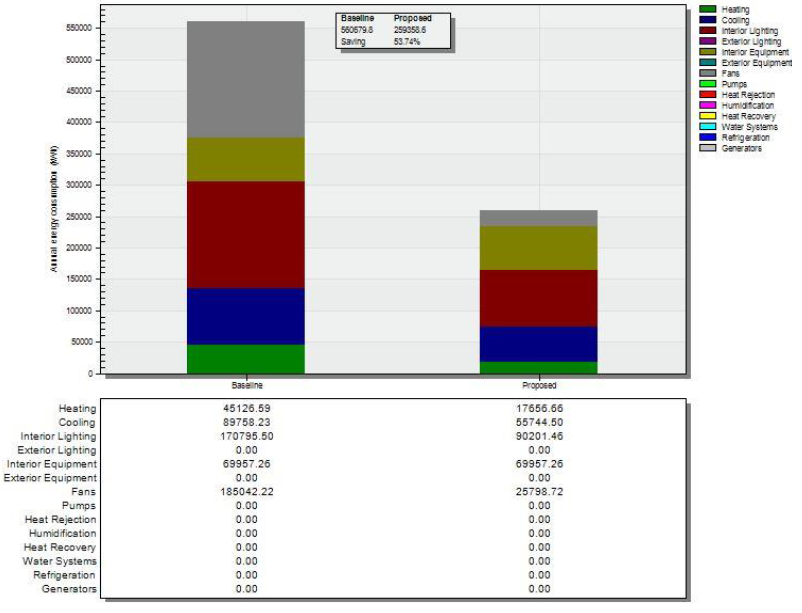 Baseline Proposed
560679.8 259358.6
Saving 53.74%
Heating
Cooling
Interior Lighting
Exterior Lighting
Interior Equipment
Exterior Equipment
Fans
Pumps
Heat Rejection
Humidification
Heat Recovery
Water Systems
Refrigeration
Generators
Annual energy consumption (kWh)
550000
500000
450000
400000
350000
300000
250000
200000
150000
100000
50000
0
Baseline Proposed
Heating 45126.59 17656.66
Cooling 89758.23 55744.50
Interior Lighting 170795.50 90201.46
Exterior Lighting 0.00 0.00
Interior Equipment 69957.26 69957.26
Exterior Equipment 0.00 0.00
Fans 185042.22 25798.72
Pumps 0.00 0.00
Heat Rejection 0.00 0.00
Humidification 0.00 0.00
Heat Recovery 0.00 0.00
Water Systems 0.00 0.00
Refrigeration 0.00 0.00
Generators 0.00 0.00